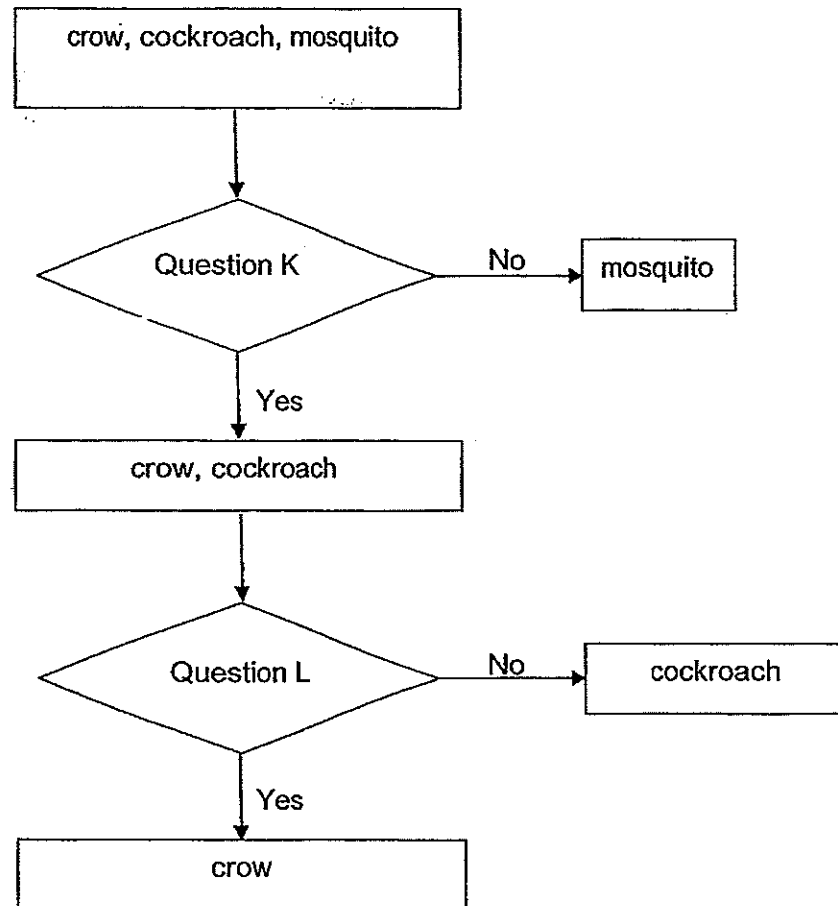 crow, cockroach, mosquito
Question K
No
mosquito
Yes
crow, cockroach
Question L
No
cockroach
Yes
crow